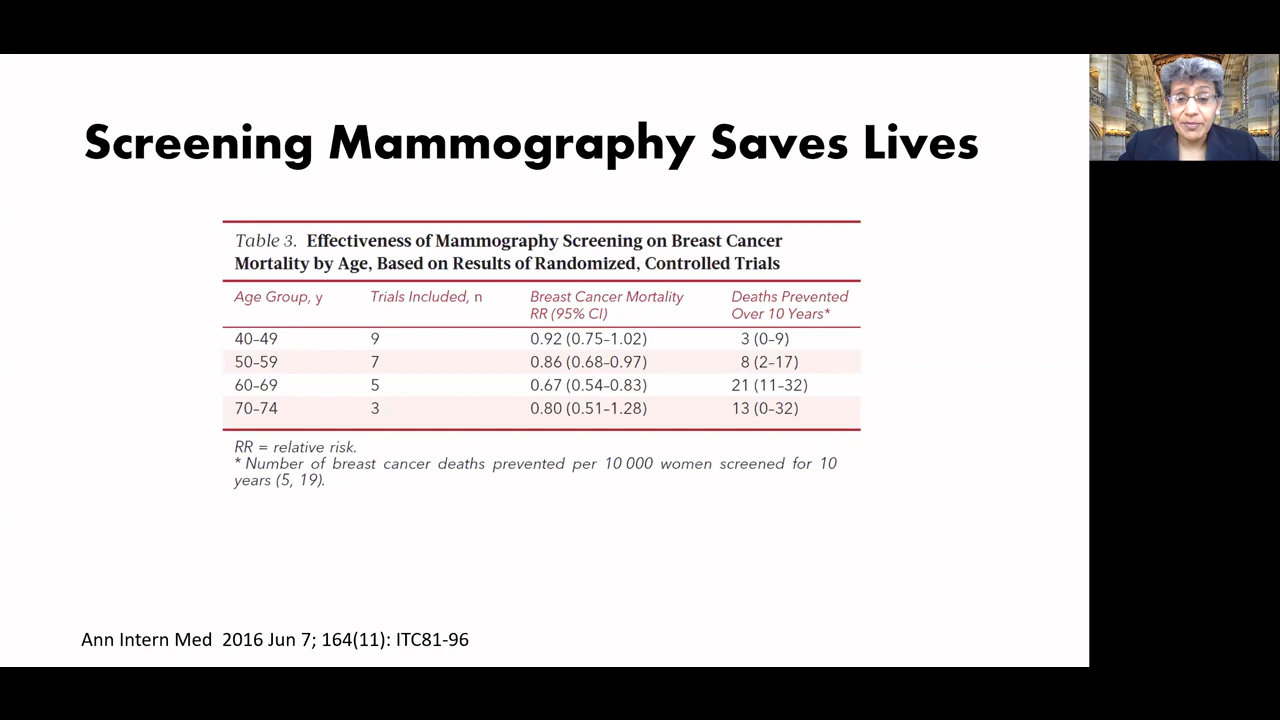 Screening Mammography Saves Lives
Table 3. Effectiveness of Mammography Screening on Breast Cancer
Mortality by Age, Based on Results of Randomized, Controlled Trials
Age Group, y Trials Included, n Breast Cancer Mortality RR (95% CI) Deaths Prevented Over 10 Years*
40–49 9 0.92 (0.75–1.02) 3 (0–9)
50–59 7 0.86 (0.68–0.97) 8 (2–17)
60–69 5 0.67 (0.54–0.83) 21 (11–32)
70–74 3 0.80 (0.51–1.28) 13 (0–32)
RR = relative risk.
* Number of breast cancer deaths prevented per 10 000 women screened for 10
years (5, 19).
Ann Intern Med 2016 Jun 7; 164(11): ITC81-96